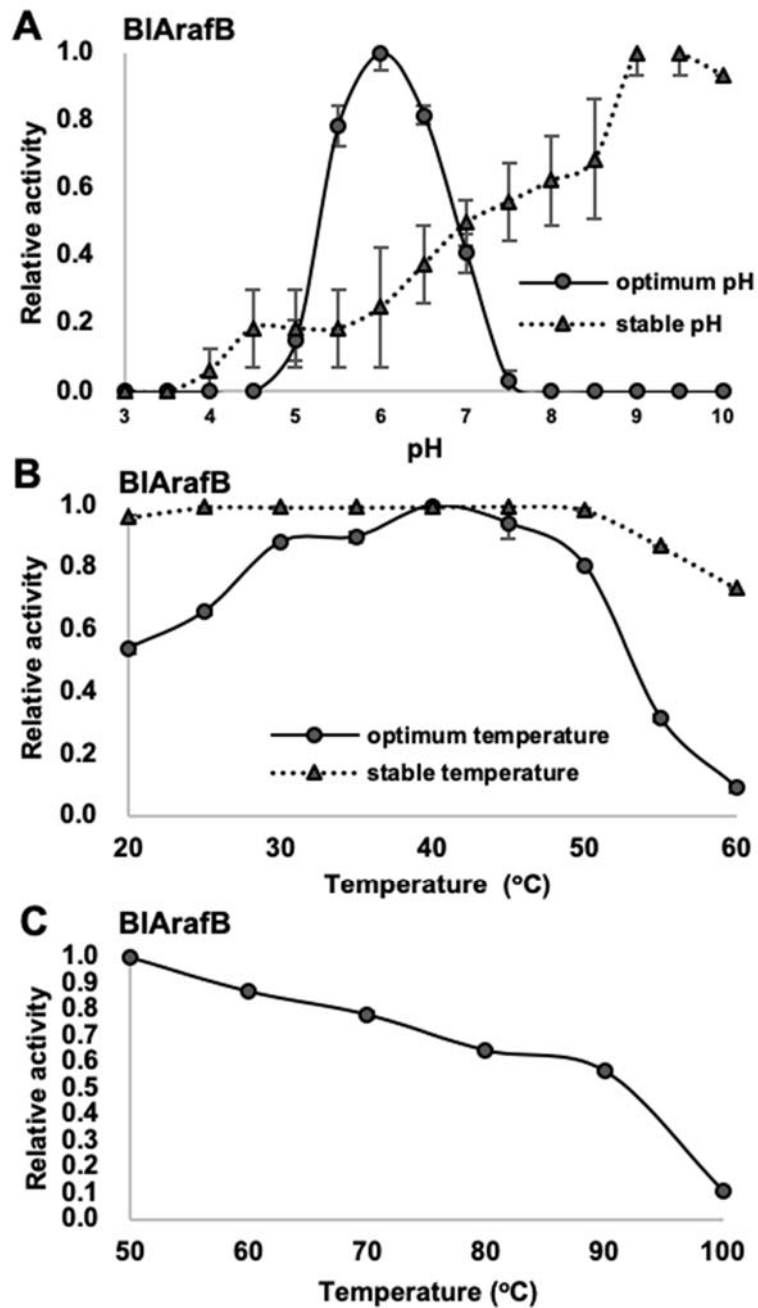 A
BlArafB
Relative activity
1.0
0.8
0.6
0.4
0.2
0.0
optimum pH
stable pH
3 4 5 6 7 8 9 10
pH
B
BlArafB
Relative activity
1.0
0.8
0.6
0.4
0.2
0.0
optimum temperature
stable temperature
20 30 40 50 60
Temperature (°C)
C
BlArafB
Relative activity
1.0
0.9
0.8
0.7
0.6
0.5
0.4
0.3
0.2
0.1
0.0
50 60 70 80 90 100
Temperature (°C)